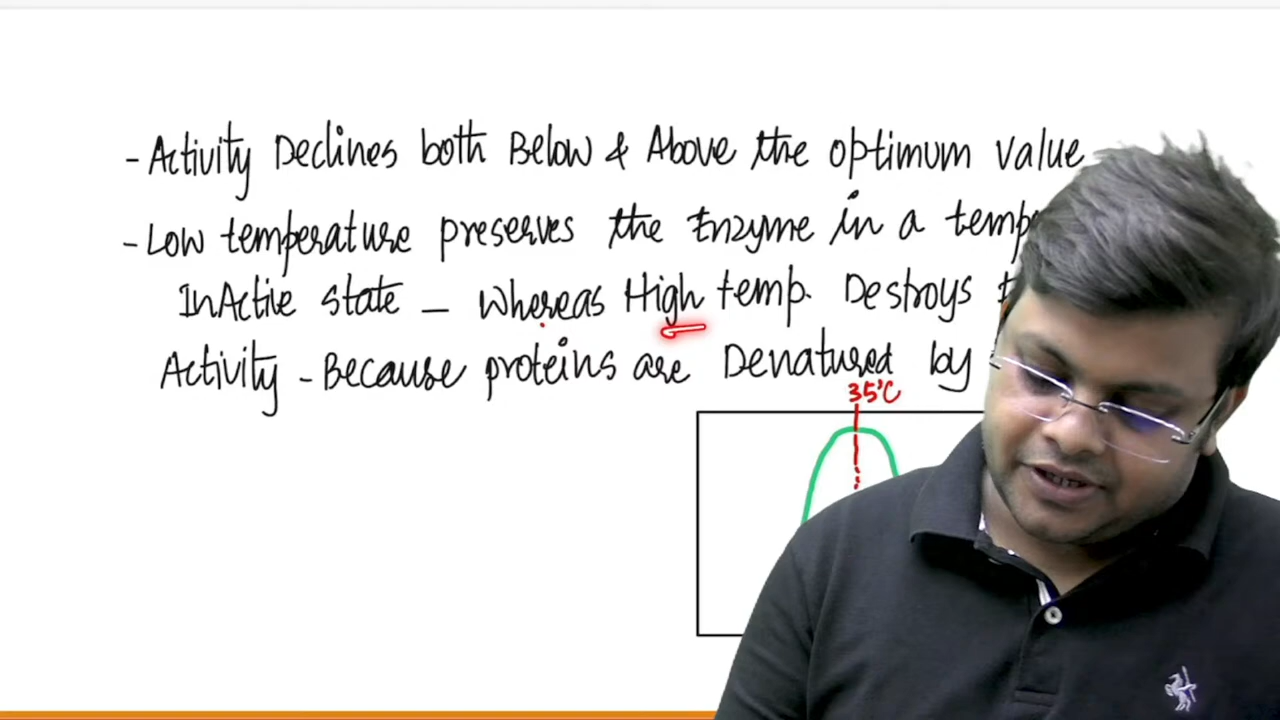 - Activity Declines both Below & Above the optimum value
- Low temperature preserves the Enzyme in a
InActive state - Whereas High temp. Destroys
Activity - Because proteins are Denatured by
35°C